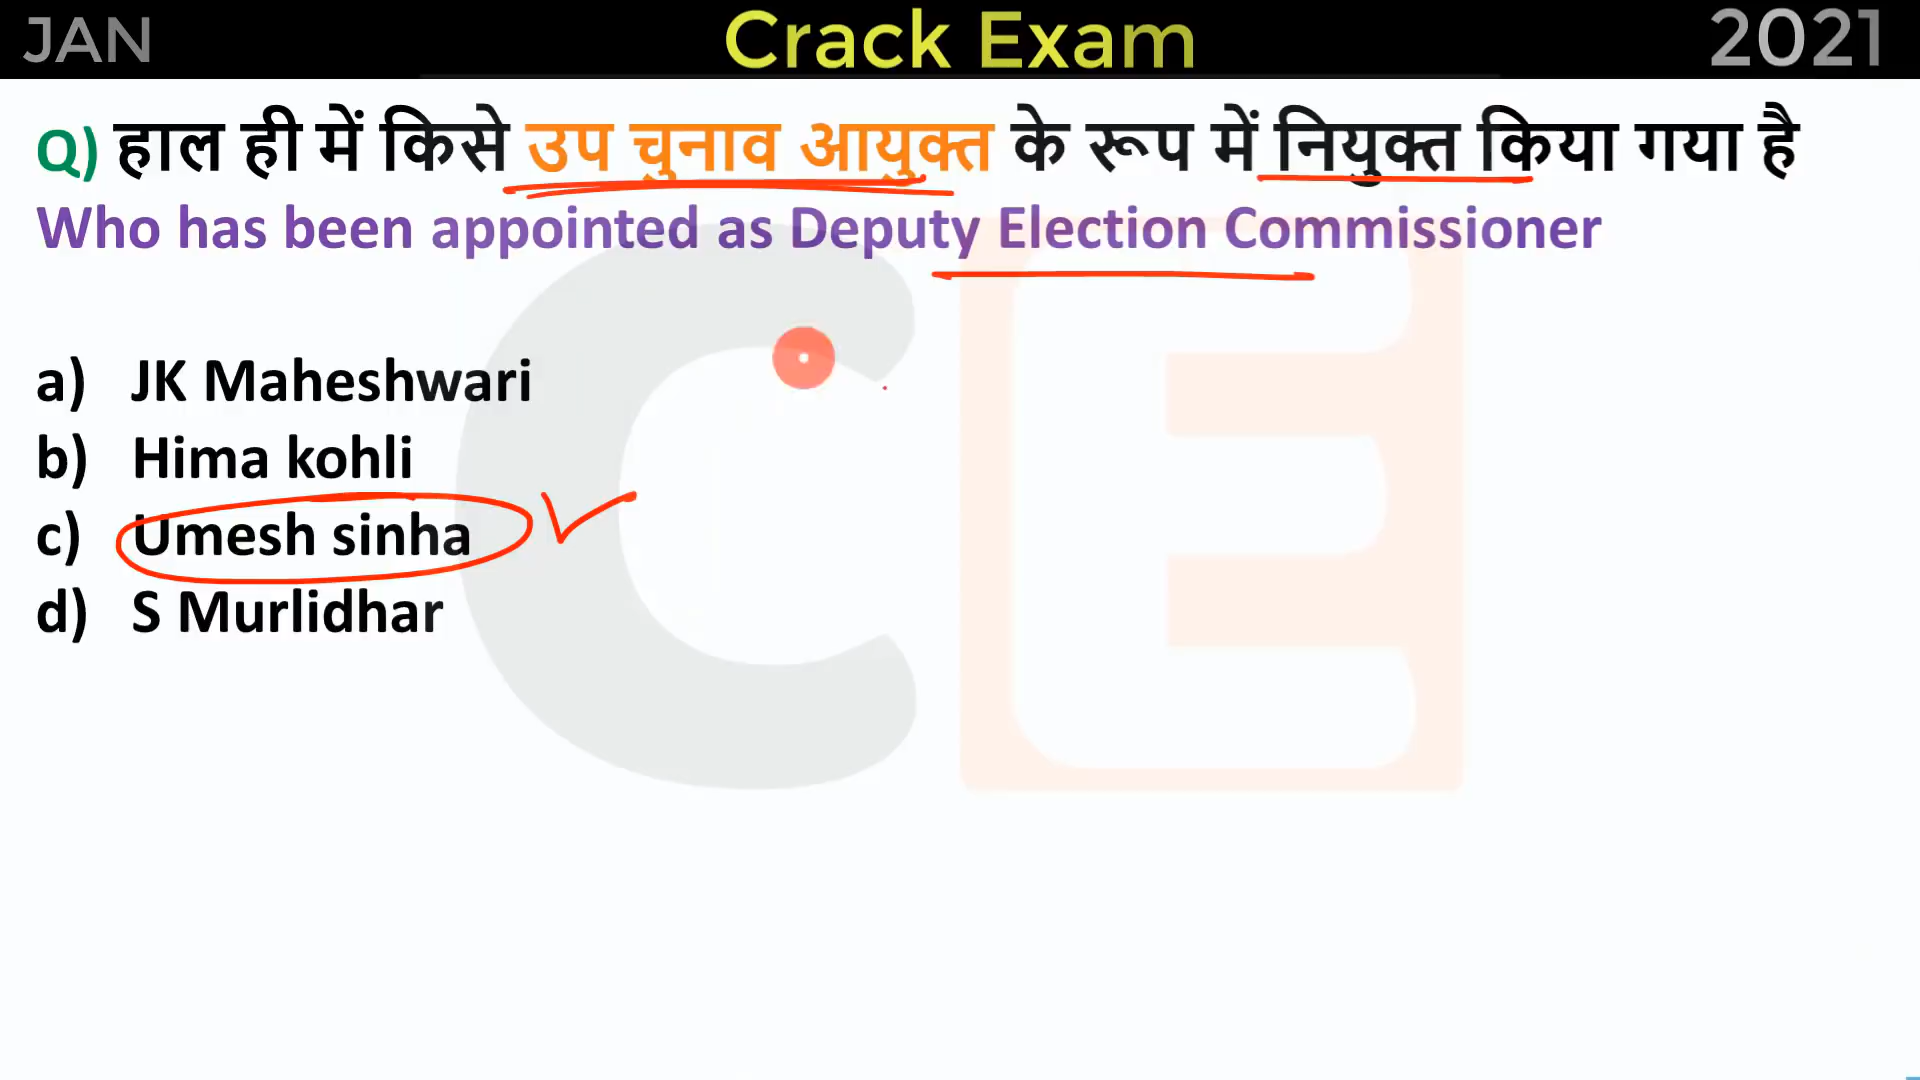 JAN Crack Exam 2021
Q) हाल ही में किसे उप चुनाव आयुक्त के रूप में नियुक्त किया गया है
Who has been appointed as Deputy Election Commissioner
a) JK Maheshwari
b) Hima kohli
c) Umesh sinha
d) S Murlidhar
CE